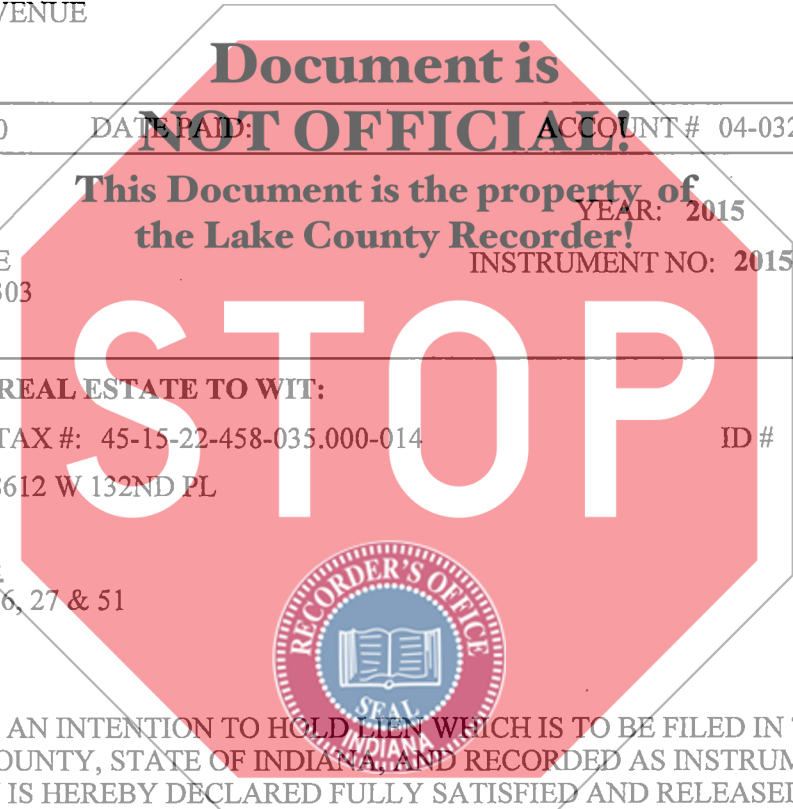 VENUE
Document is
DATE PAID: ACCOUNT # 04-032
NOT OFFICIAL!
This Document is the property of
YEAR: 2015
the Lake County Recorder!
INSTRUMENT NO: 2015
STOP
REAL ESTATE TO WIT:
TAX #: 45-15-22-458-035.000-014 ID #
8612 W 132ND PL
6, 27 & 51
RECORDER'S OFFICE
SEAL
INDIANA
AN INTENTION TO HOLD LIEN WHICH IS TO BE FILED IN
OUNTY, STATE OF INDIANA, AND RECORDED AS INSTRUM
IS HEREBY DECLARED FULLY SATISFIED AND RELEASED